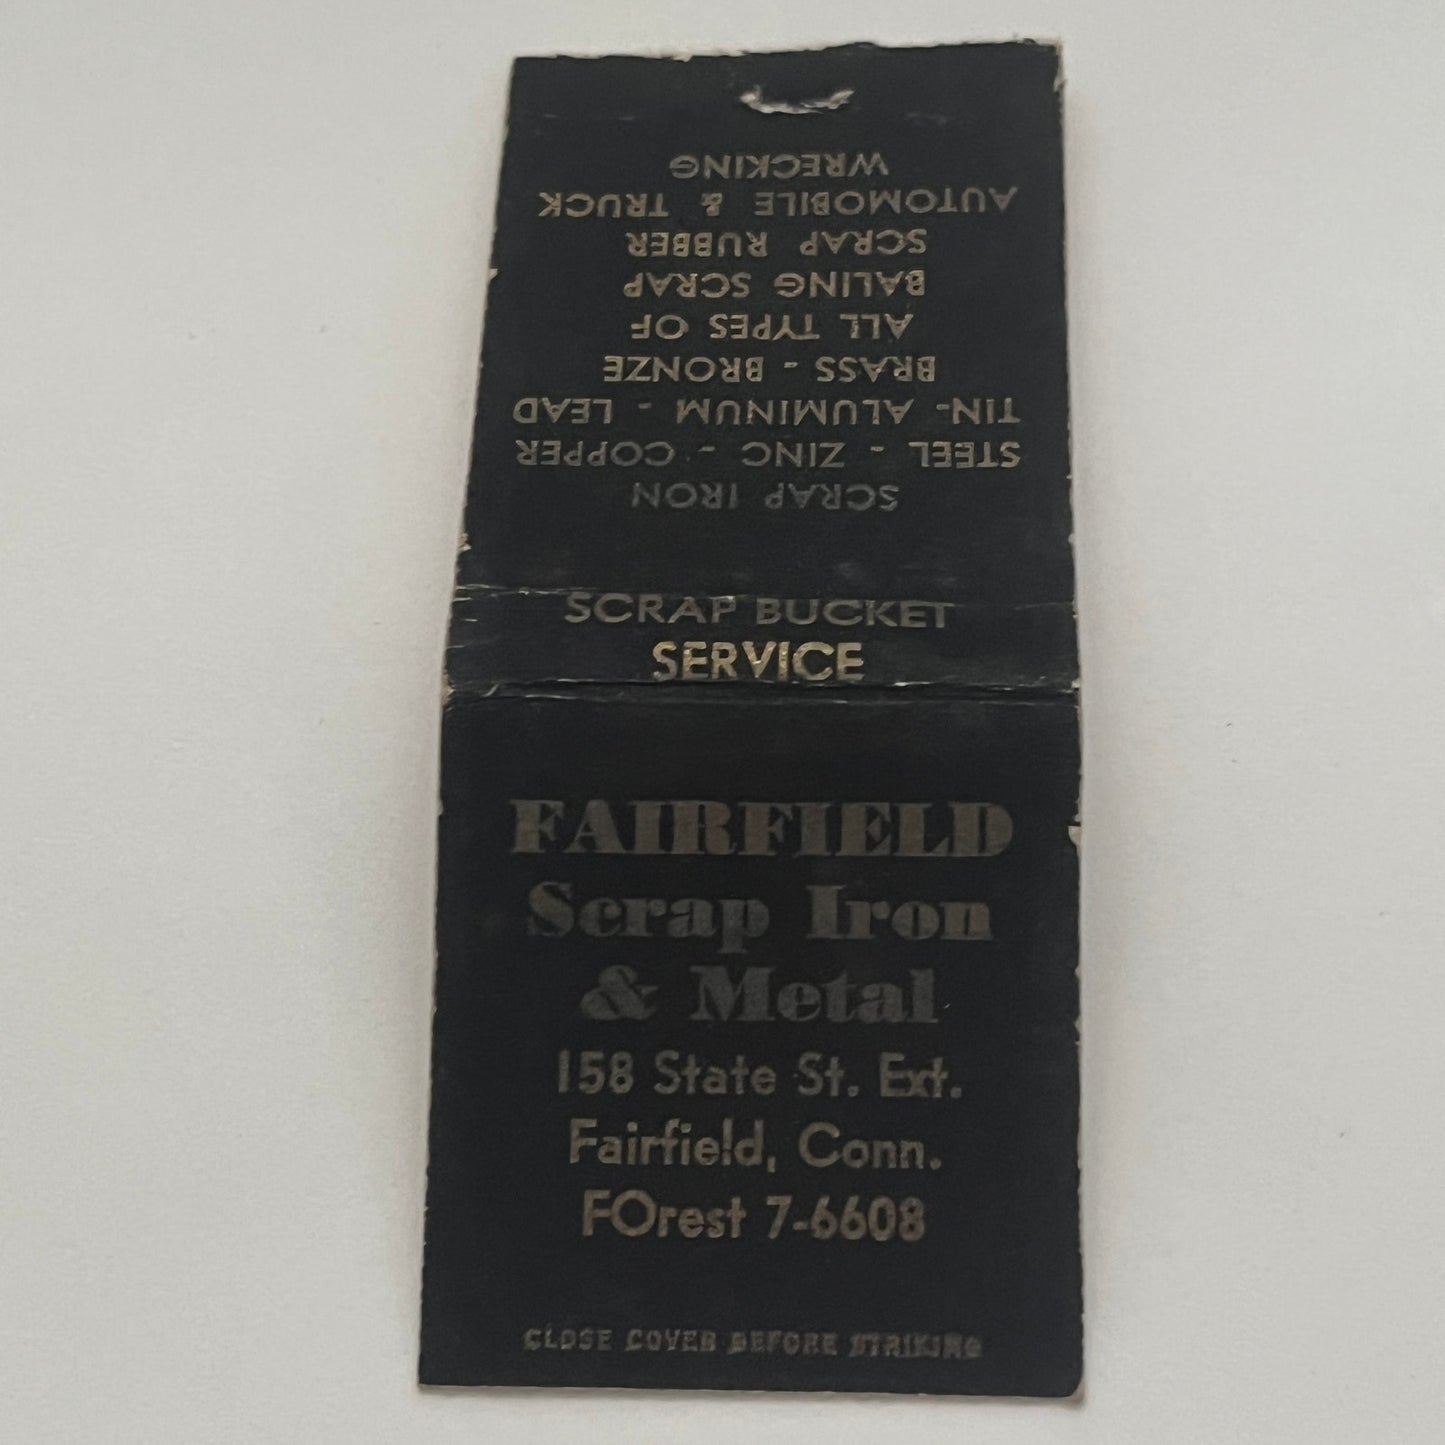 SCRAP IRON
STEEL - ZINC - COPPER
TIN- ALUMINUM - LEAD
BRASS - BRONZE
ALL TYPES OF
BALING SCRAP
SCRAP RUBBER
AUTOMOBILE & TRUCK
WRECKING
SCRAP BUCKET
SERVICE
FAIRFIELD
Scrap Iron
& Metal
158 State St. Ext.
Fairfield, Conn.
FOrest 7-6608
CLOSE COVER BEFORE STRIKING